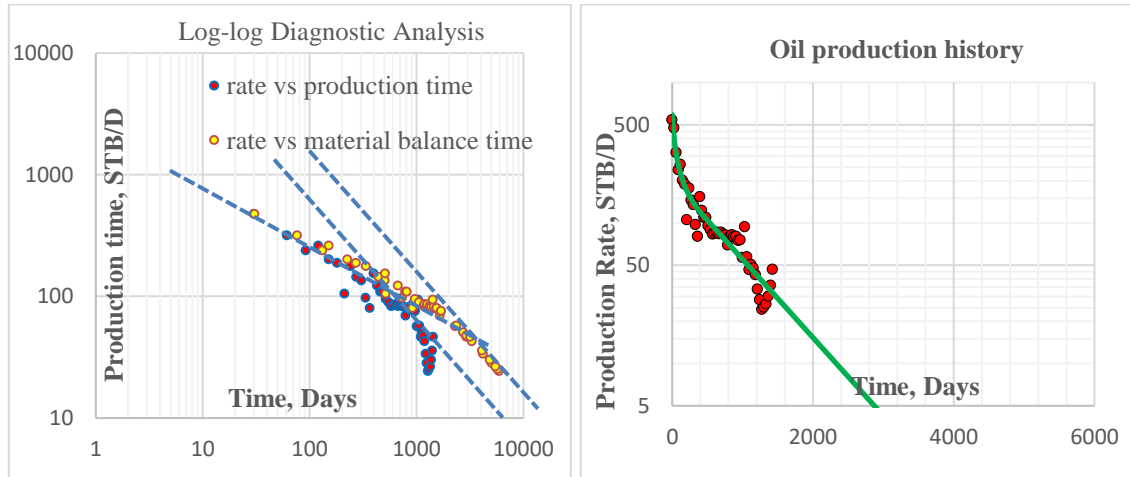 Log-log Diagnostic Analysis
10000
1000
100
10
Production time, STB/D
rate vs production time
rate vs material balance time
Time, Days
1 10 100 1000 10000
Oil production history
500
50
5
Production Rate, STB/D
Time, Days
0 2000 4000 6000